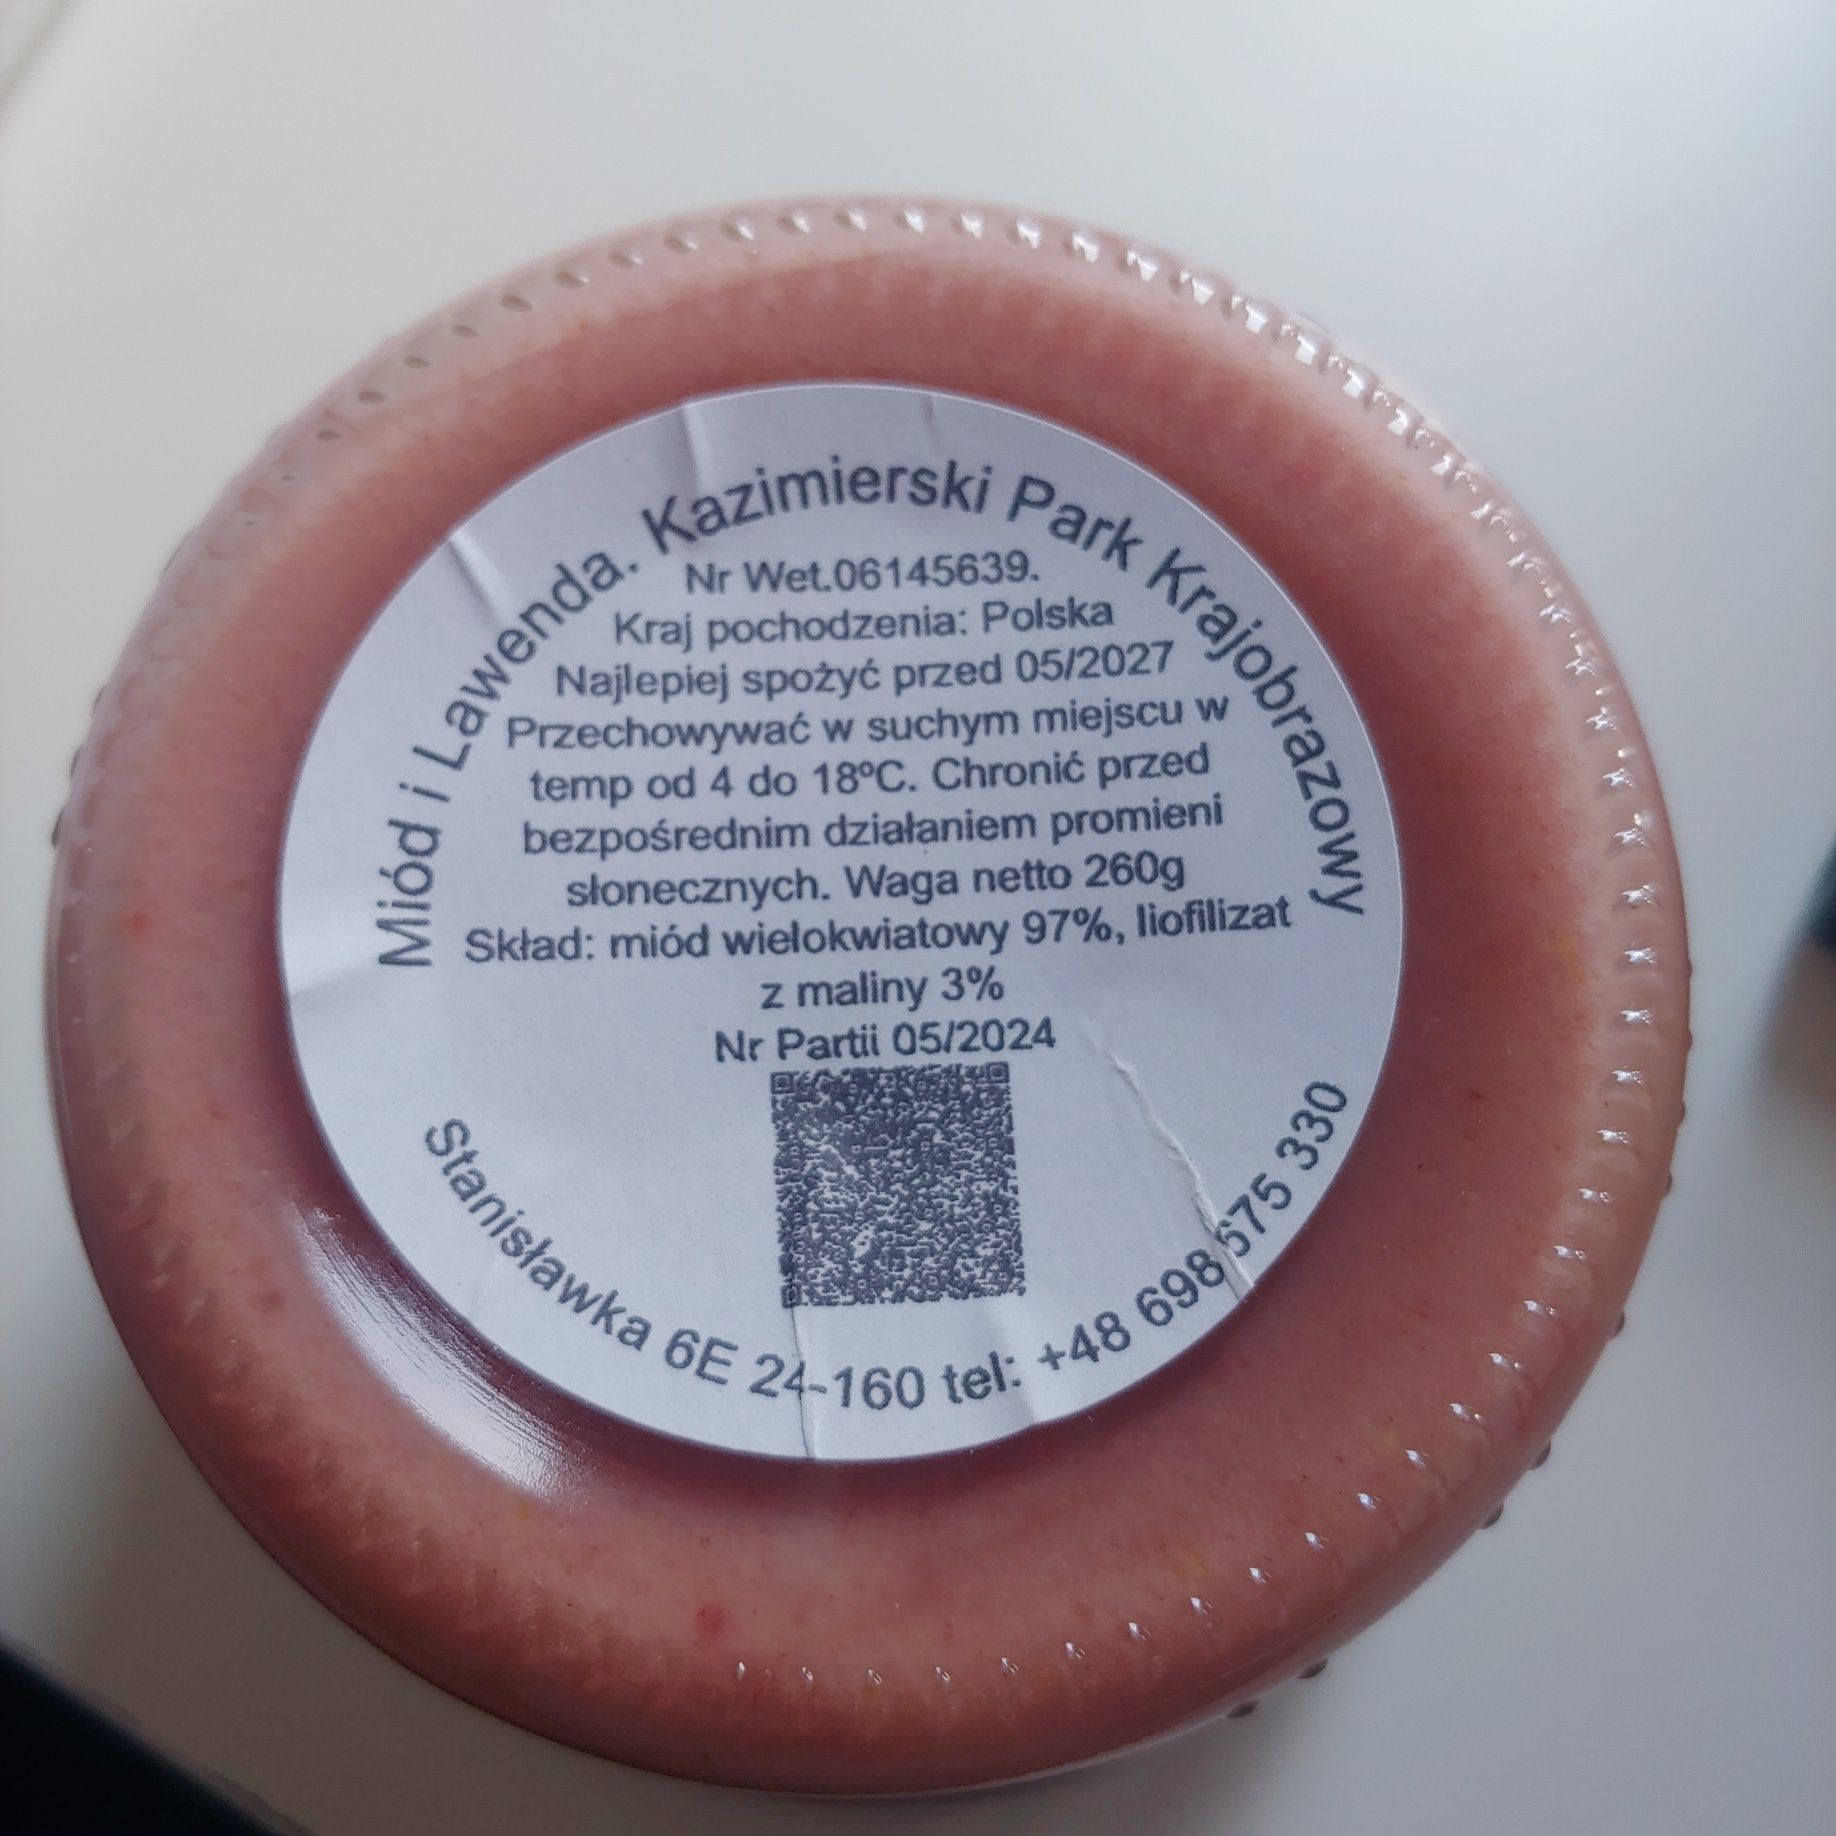 Miód i Lawenda. Kazimierski Park Krajobrazowy
Nr Wet.06145639.
Kraj pochodzenia: Polska
Najlepiej spożyć przed 05/2027
Przechowywać w suchym miejscu w
temp od 4 do 18ºC. Chronić przed
bezpośrednim działaniem promieni
słonecznych. Waga netto 260g
Skład: miód wielokwiatowy 97%, liofilizat
z maliny 3%
Nr Partii 05/2024
Stanisławka 6E 24-160 tel: +48 698 675 330